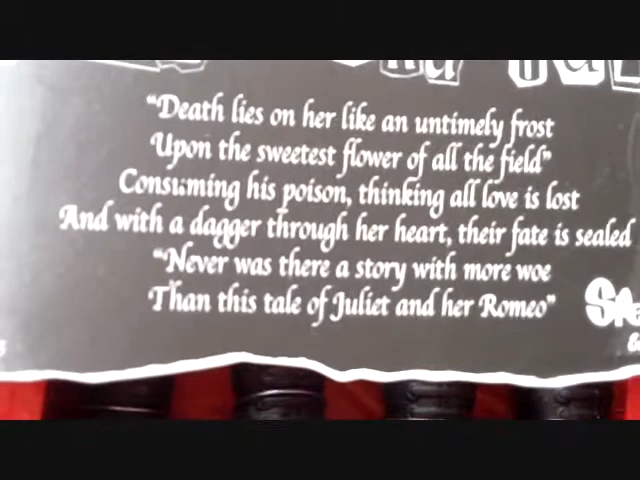 "Death lies on her like an untimely frost
Upon the sweetest flower of all the field"
Consuming his poison, thinking all love is lost
And with a dagger through her heart, their fate is sealed
"Never was there a story with more woe
Than this tale of Juliet and her Romeo"